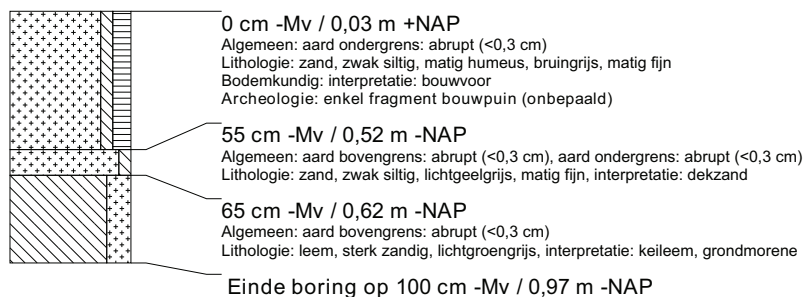 0 cm -Mv / 0,03 m +NAP
Algemeen: aard ondergrens: abrupt (<0,3 cm)
Lithologie: zand, zwak siltig, matig humeus, bruingrijs, matig fijn
Bodemkundig: interpretatie: bouwvoor
Archeologie: enkel fragment bouwpuin (onbepaald)
55 cm -Mv / 0,52 m -NAP
Algemeen: aard bovengrens: abrupt (<0,3 cm), aard ondergrens: abrupt (<0,3 cm)
Lithologie: zand, zwak siltig, lichtgeelgrijs, matig fijn, interpretatie: dekzand
65 cm -Mv / 0,62 m -NAP
Algemeen: aard bovengrens: abrupt (<0,3 cm)
Lithologie: leem, sterk zandig, lichtgroengrijs, interpretatie: keileem, grondmorene
Einde boring op 100 cm -Mv / 0,97 m -NAP